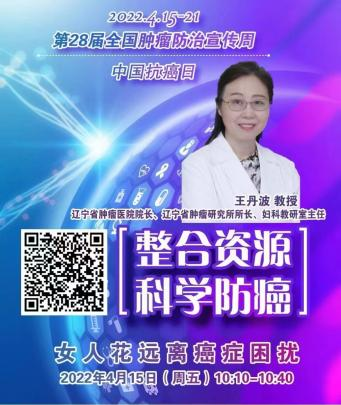 2022.4.15-21
第28届全国肿瘤防治宣传周
中国抗癌日
王丹波 教授
辽宁省肿瘤医院院长、辽宁省肿瘤研究所所长、妇科教研室主任
整合资源
科学防癌
女人花远离癌症困扰
2022年4月15日（周五）10:10-10:40